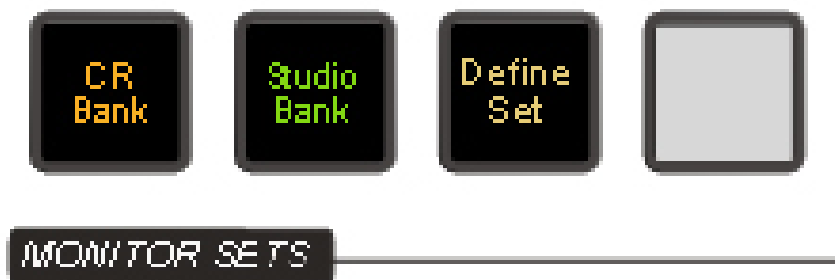 CR
Bank
Studio
Bank
Define
Set
MONITOR SETS